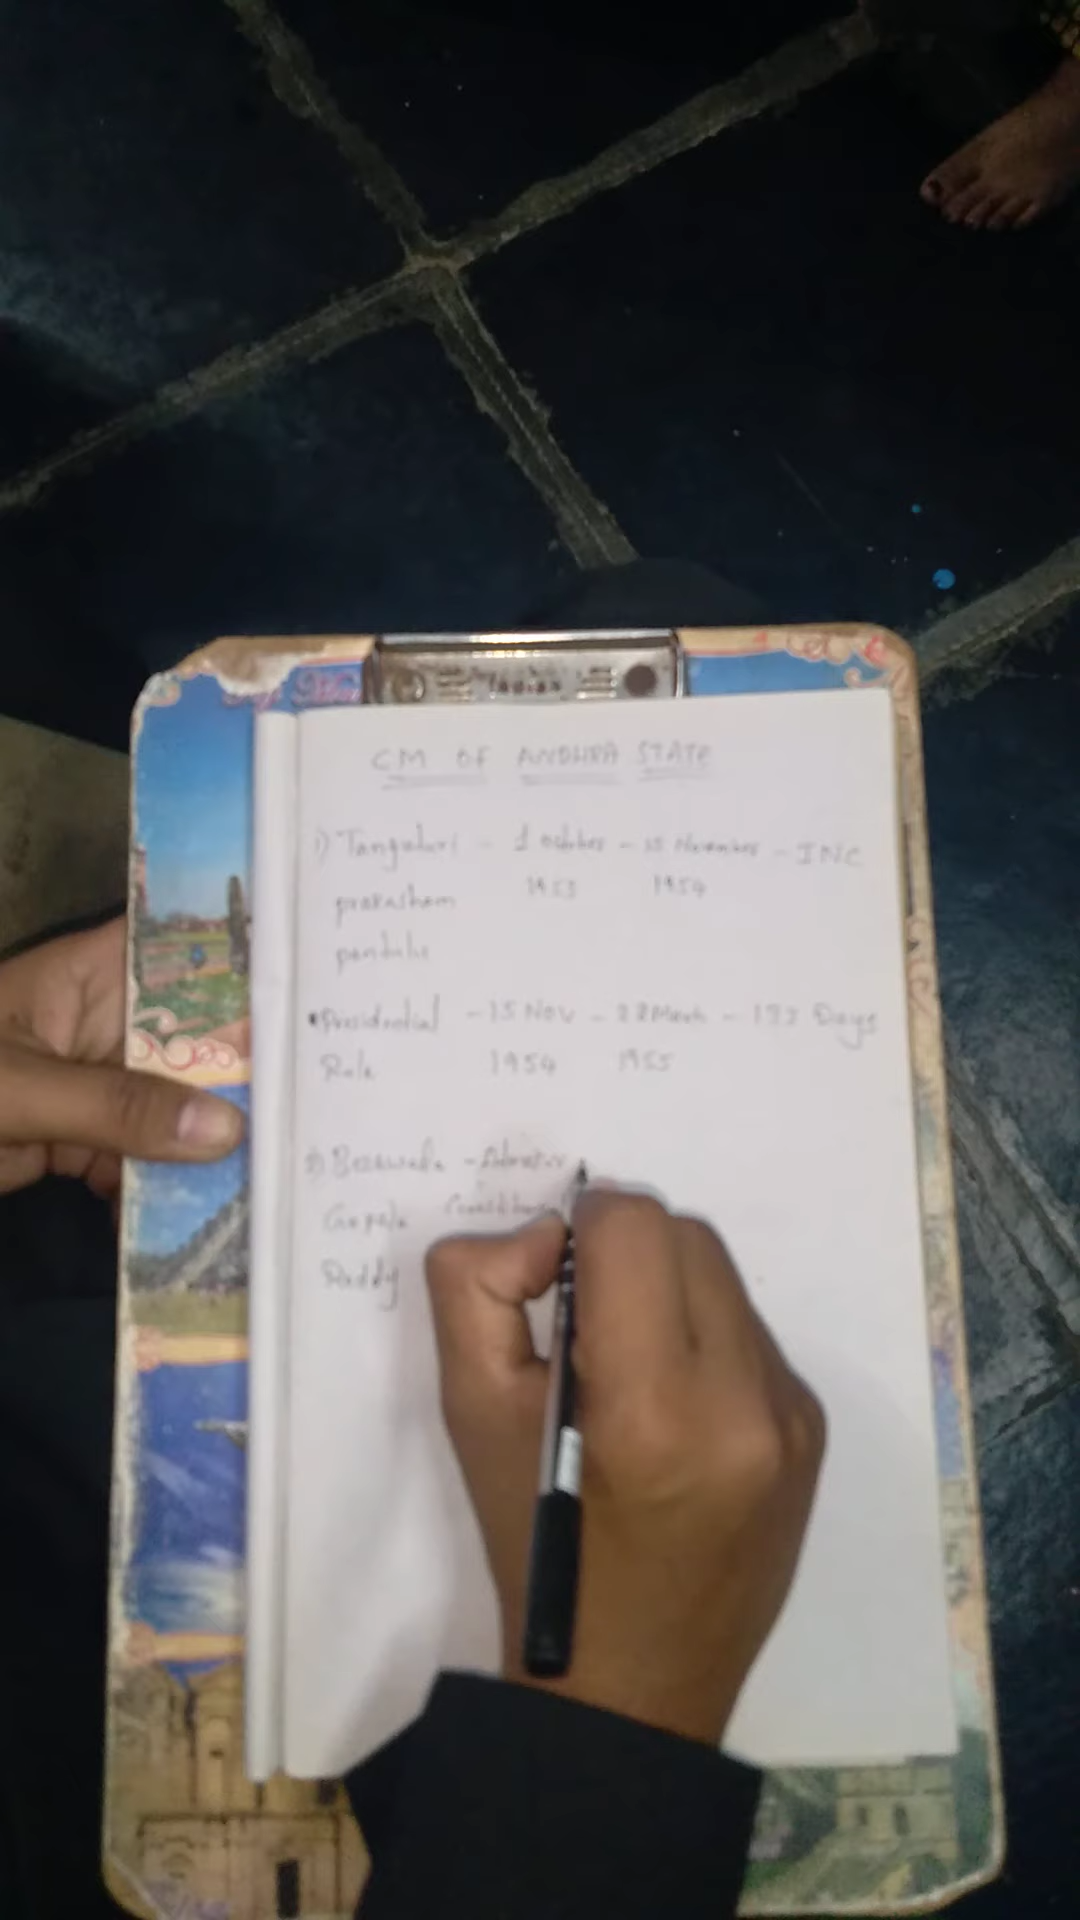 CM OF ANDHRA STATE
1) Tanguturi - 1 October - 15 November - INC
prakasham 1953 1954
pantulu
•Presidential - 15 Nov - 28 March - 133 Days
Rule 1954 1955
2) Bezawada -
Gopala
Reddy